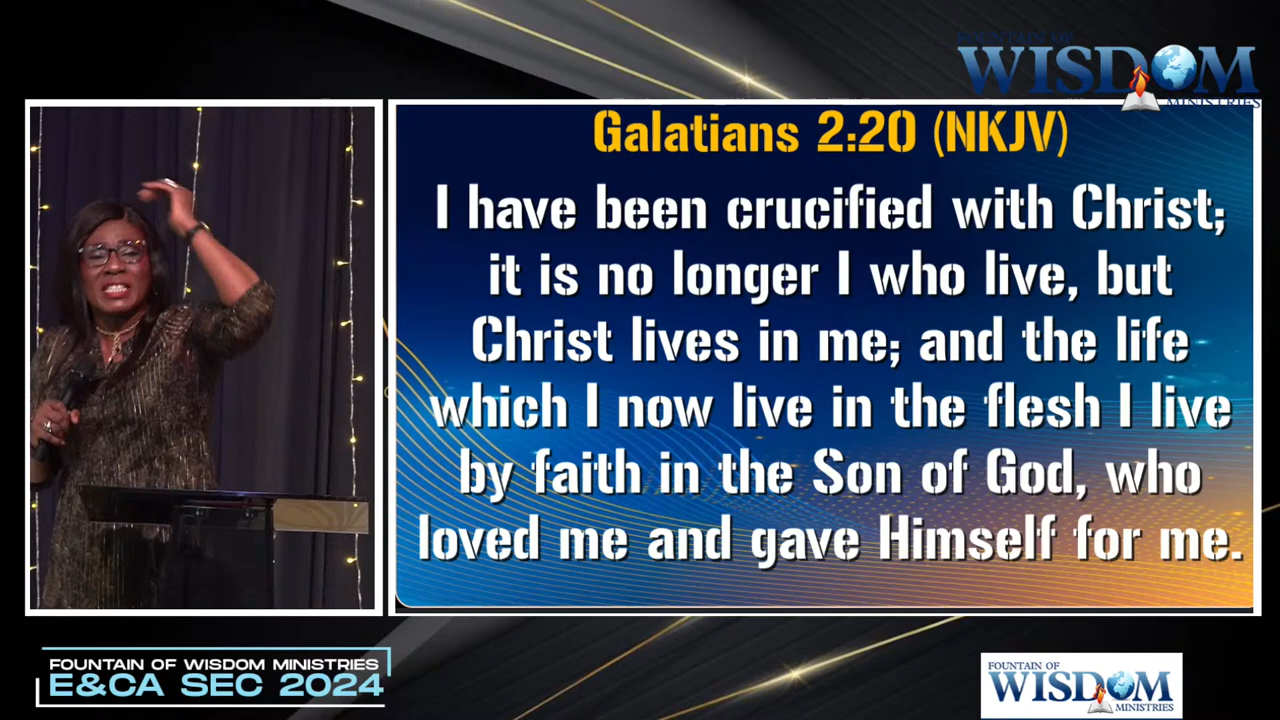 FOUNTAIN OF
WISDOM
MINISTRIES
Galatians 2:20 (NKJV)
I have been crucified with Christ;
it is no longer I who live, but
Christ lives in me; and the life
which I now live in the flesh I live
by faith in the Son of God, who
loved me and gave Himself for me.
FOUNTAIN OF WISDOM MINISTRIES
E&CA SEC 2024
FOUNTAIN OF
WISDOM
MINISTRIES